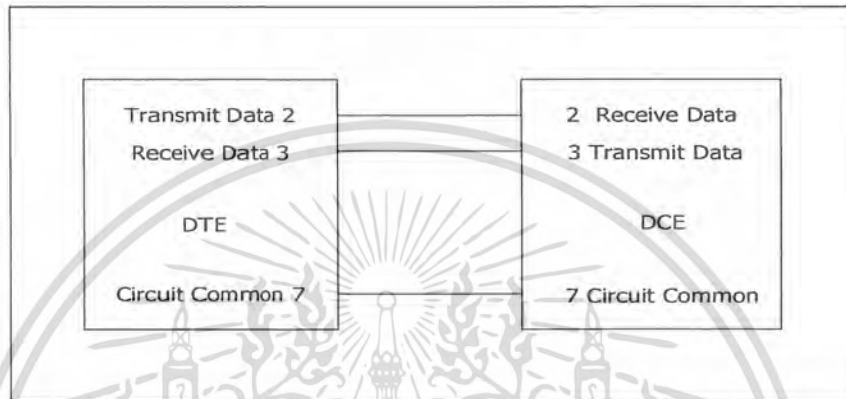 Transmit Data 2
Receive Data 3
DTE
Circuit Common 7
2 Receive Data
3 Transmit Data
DCE
7 Circuit Common